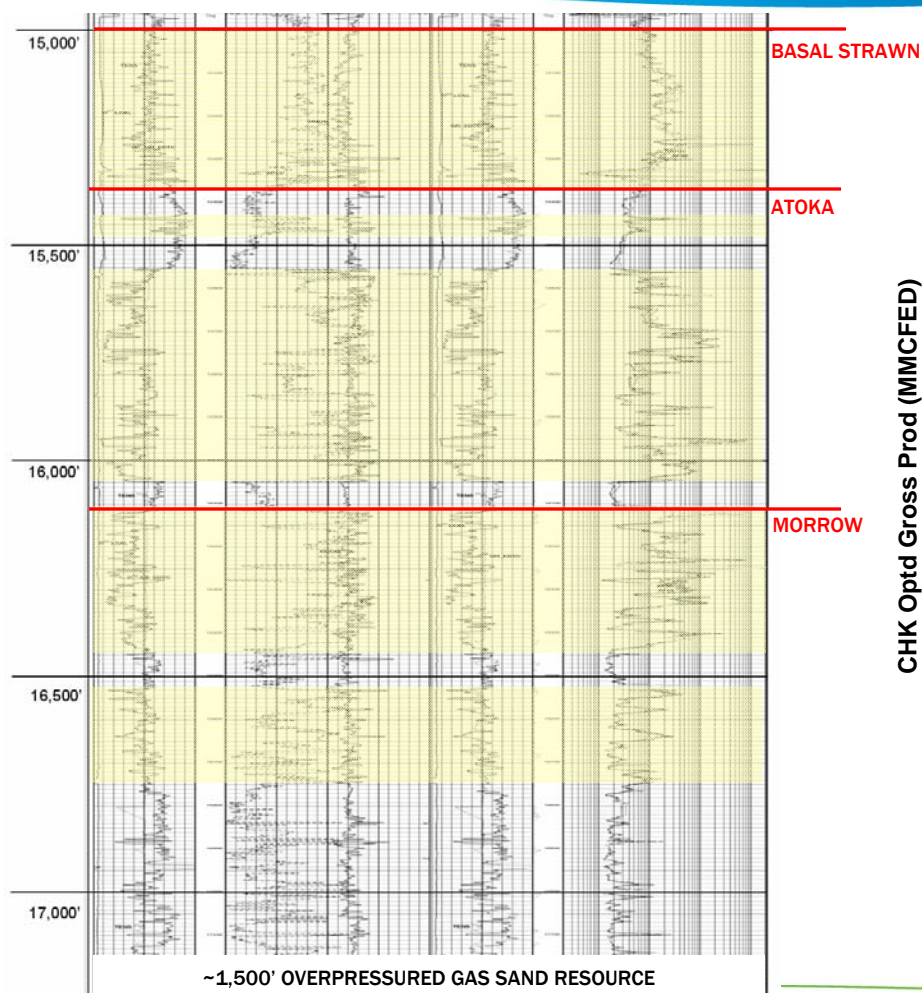 15,000'
BASAL STRAWN
ATOKA
15,500'
16,000'
MORROW
16,500'
17,000'
~1,500' OVERPRESSURED GAS SAND RESOURCE
CHK Optd Gross Prod (MMCFED)